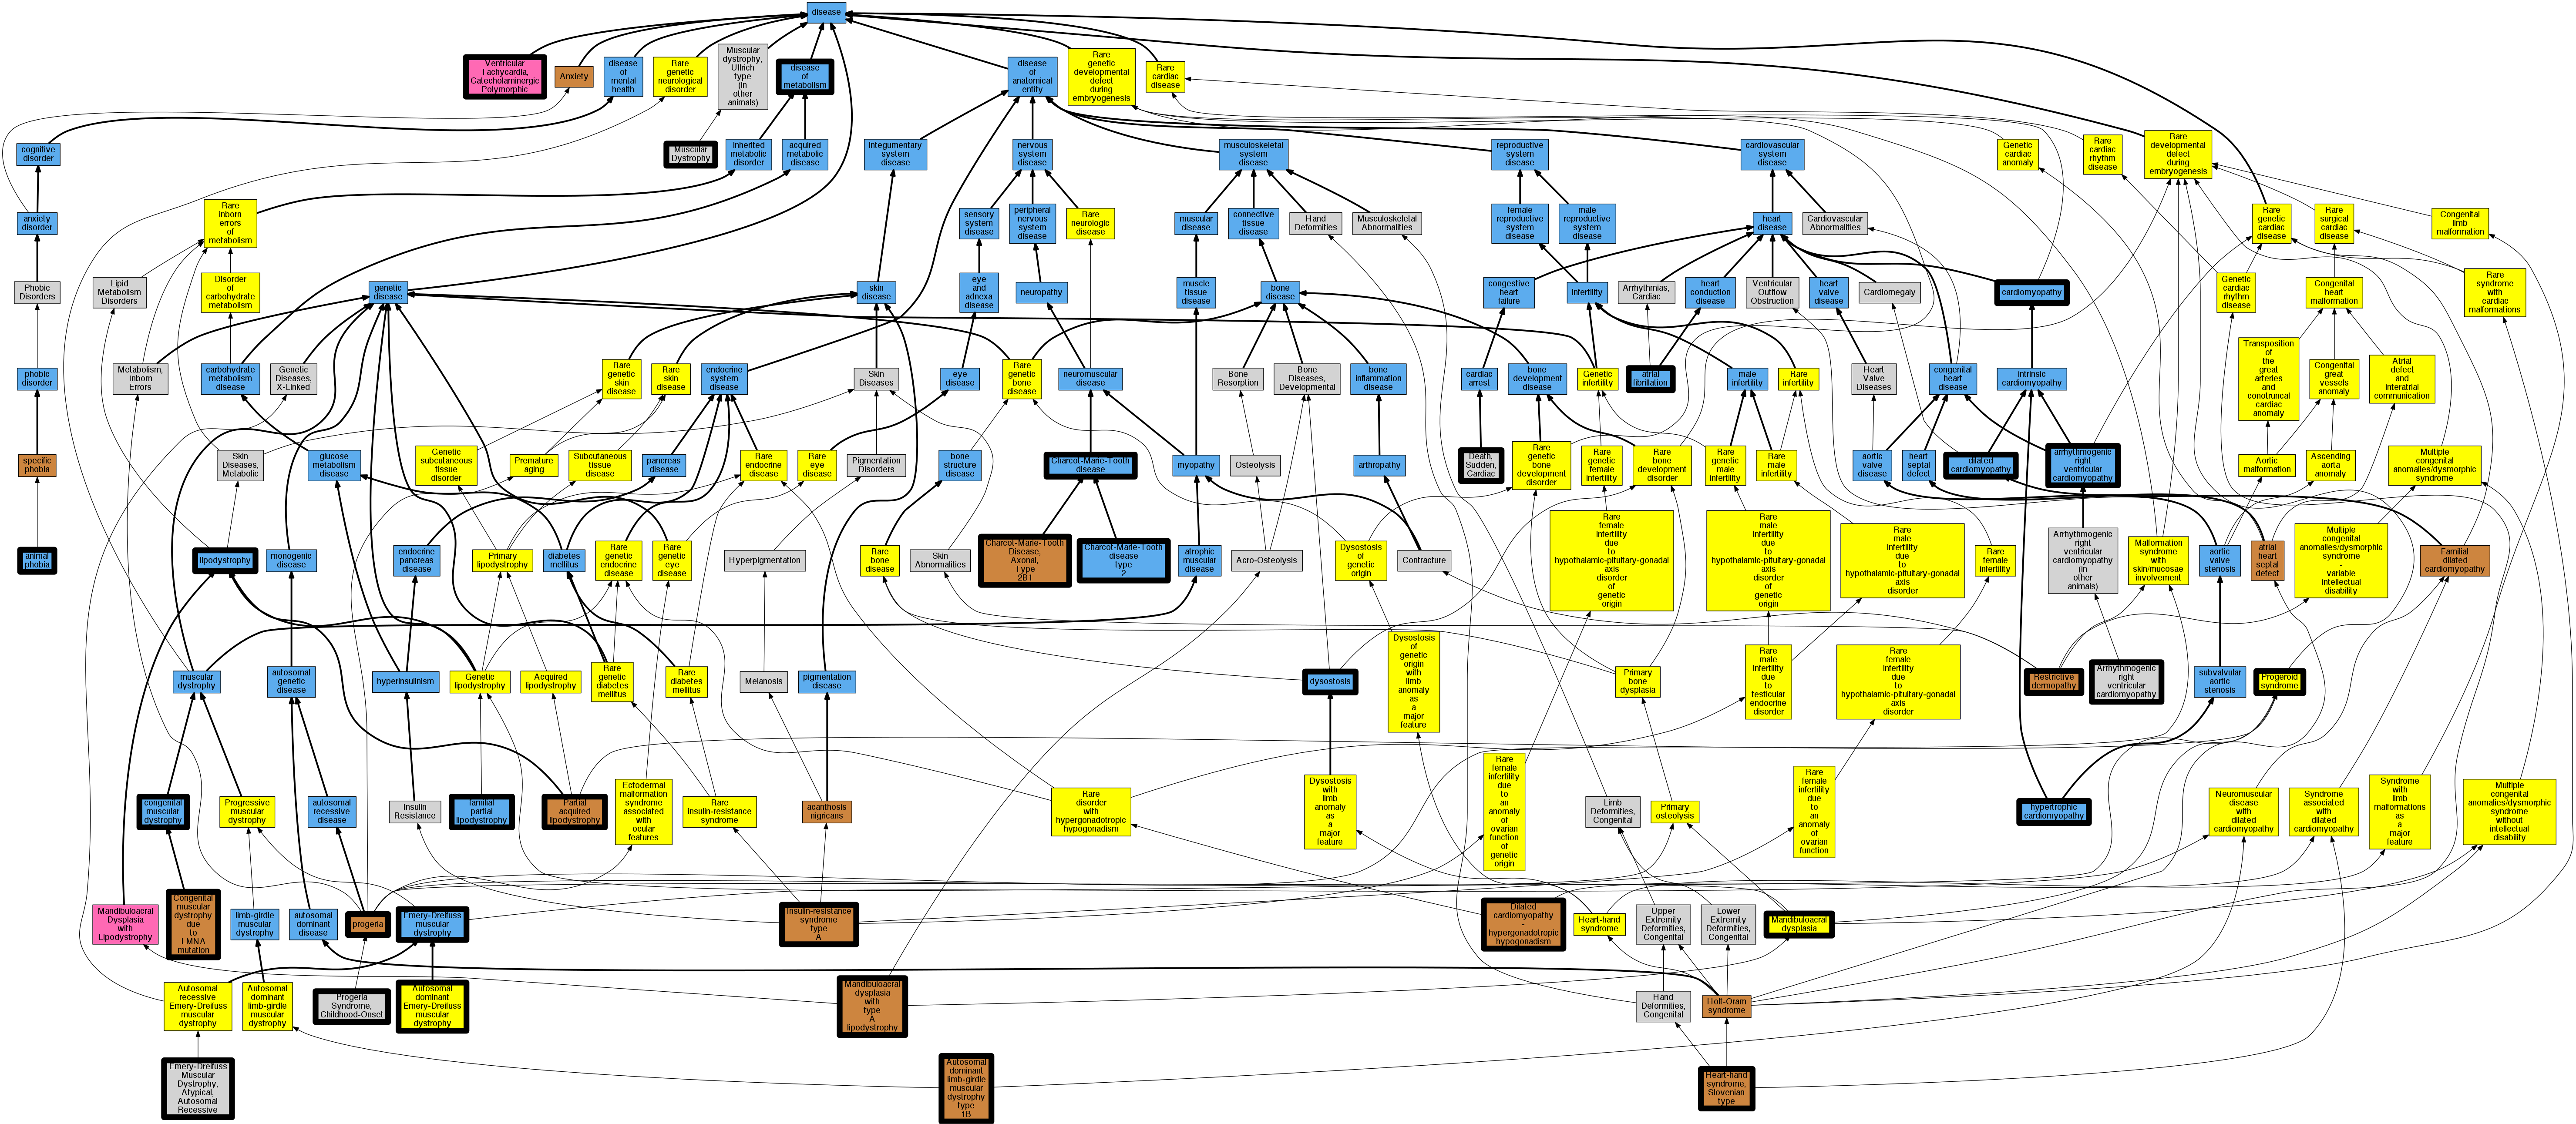 disease
Ventricular
Tachycardia,
Catecholaminergic
Polymorphic
Anxiety
disease
of
mental
health
Rare
genetic
neurological
disorder
Muscular
dystrophy,
Ullrich
type
(in
other
animals)
disease
of
metabolism
disease
of
anatomical
entity
Rare
genetic
developmental
defect
during
embryogenesis
Rare
cardiac
disease
cognitive
disorder
Muscular
Dystrophy
inherited
metabolic
disorder
acquired
metabolic
disease
integumentary
system
disease
nervous
system
disease
musculoskeletal
system
disease
reproductive
system
disease
cardiovascular
system
disease
Genetic
cardiac
anomaly
Rare
cardiac
rhythm
disease
Rare
developmental
defect
during
embryogenesis
anxiety
disorder
Rare
inborn
errors
of
metabolism
sensory
system
disease
peripheral
nervous
system
disease
Rare
neurologic
disease
muscular
disease
connective
tissue
disease
Hand
Deformities
Musculoskeletal
Abnormalities
female
reproductive
system
disease
male
reproductive
system
disease
heart
disease
Cardiovascular
Abnormalities
Rare
genetic
cardiac
disease
Rare
surgical
cardiac
disease
Congenital
limb
malformation
Phobic
Disorders
Lipid
Metabolism
Disorders
Disorder
of
carbohydrate
metabolism
genetic
disease
skin
disease
eye
and
adnexa
disease
neuropathy
muscle
tissue
disease
bone
disease
congestive
heart
failure
infertility
Arrhythmias,
Cardiac
heart
conduction
disease
Ventricular
Outflow
Obstruction
heart
valve
disease
Cardiomegaly
cardiomyopathy
Genetic
cardiac
rhythm
disease
Congenital
heart
malformation
Rare
syndrome
with
cardiac
malformations
phobic
disorder
Metabolism,
Inborn
Errors
carbohydrate
metabolism
disease
Genetic
Diseases,
X-Linked
Rare
genetic
skin
disease
Rare
skin
disease
endocrine
system
disease
Skin
Diseases
eye
disease
Rare
genetic
bone
disease
neuromuscular
disease
Bone
Resorption
Bone
Diseases,
Developmental
bone
inflammation
disease
cardiac
arrest
bone
development
disease
Genetic
infertility
atrial
fibrillation
male
infertility
Rare
infertility
Heart
Valve
Diseases
congenital
heart
disease
intrinsic
cardiomyopathy
Transposition
of
the
great
arteries
and
conotruncal
cardiac
anomaly
Congenital
great
vessels
anomaly
Atrial
defect
and
interatrial
communication
specific
phobia
Skin
Diseases,
Metabolic
glucose
metabolism
disease
Genetic
subcutaneous
tissue
disorder
Premature
aging
Subcutaneous
tissue
disease
pancreas
disease
Rare
endocrine
disease
Rare
eye
disease
Pigmentation
Disorders
bone
structure
disease
Charcot-Marie-Tooth
disease
myopathy
Osteolysis
arthropathy
Death,
Sudden,
Cardiac
Rare
genetic
bone
development
disorder
Rare
genetic
female
infertility
Rare
bone
development
disorder
Rare
genetic
male
infertility
Rare
male
infertility
aortic
valve
disease
heart
septal
defect
dilated
cardiomyopathy
arrhythmogenic
right
ventricular
cardiomyopathy
Aortic
malformation
Ascending
aorta
anomaly
Multiple
congenital
anomalies/dysmorphic
syndrome
animal
phobia
lipodystrophy
monogenic
disease
endocrine
pancreas
disease
Primary
lipodystrophy
diabetes
mellitus
Rare
genetic
endocrine
disease
Rare
genetic
eye
disease
Hyperpigmentation
Rare
bone
disease
Skin
Abnormalities
Charcot-Marie-Tooth
Disease,
Axonal,
Type
2B1
Charcot-Marie-Tooth
disease
type
2
atrophic
muscular
disease
Acro-Osteolysis
Dysostosis
of
genetic
origin
Contracture
Rare
female
infertility
due
to
hypothalamic-pituitary-gonadal
axis
disorder
of
genetic
origin
Rare
male
infertility
due
to
hypothalamic-pituitary-gonadal
axis
disorder
of
genetic
origin
Rare
male
infertility
due
to
hypothalamic-pituitary-gonadal
axis
disorder
Rare
female
infertility
Arrhythmogenic
right
ventricular
cardiomyopathy
(in
other
animals)
Malformation
syndrome
with
skin/mucosae
involvement
aortic
valve
stenosis
atrial
heart
septal
defect
Multiple
congenital
anomalies/dysmorphic
syndrome
-
variable
intellectual
disability
Familial
dilated
cardiomyopathy
muscular
dystrophy
autosomal
genetic
disease
hyperinsulinism
Genetic
lipodystrophy
Acquired
lipodystrophy
Rare
genetic
diabetes
mellitus
Rare
diabetes
mellitus
Melanosis
pigmentation
disease
dysostosis
Dysostosis
of
genetic
origin
with
limb
anomaly
as
a
major
feature
Primary
bone
dysplasia
Rare
male
infertility
due
to
testicular
endocrine
disorder
Rare
female
infertility
due
to
hypothalamic-pituitary-gonadal
axis
disorder
Restrictive
dermopathy
Arrhythmogenic
right
ventricular
cardiomyopathy
subvalvular
aortic
stenosis
Progeroid
syndrome
congenital
muscular
dystrophy
Progressive
muscular
dystrophy
autosomal
recessive
disease
Insulin
Resistance
familial
partial
lipodystrophy
Partial
acquired
lipodystrophy
Ectodermal
malformation
syndrome
associated
with
ocular
features
Rare
insulin-resistance
syndrome
acanthosis
nigricans
Rare
disorder
with
hypergonadotropic
hypogonadism
Dysostosis
with
limb
anomaly
as
a
major
feature
Rare
female
infertility
due
to
an
anomaly
of
ovarian
function
of
genetic
origin
Limb
Deformities,
Congenital
Primary
osteolysis
Rare
female
infertility
due
to
an
anomaly
of
ovarian
function
hypertrophic
cardiomyopathy
Neuromuscular
disease
with
dilated
cardiomyopathy
Syndrome
associated
with
dilated
cardiomyopathy
Syndrome
with
limb
malformations
as
a
major
feature
Multiple
congenital
anomalies/dysmorphic
syndrome
without
intellectual
disability
Mandibuloacral
Dysplasia
with
Lipodystrophy
Congenital
muscular
dystrophy
due
to
LMNA
mutation
limb-girdle
muscular
dystrophy
autosomal
dominant
disease
progeria
Emery-Dreifuss
muscular
dystrophy
Insulin-resistance
syndrome
type
A
Dilated
cardiomyopathy
-
hypergonadotropic
hypogonadism
Heart-hand
syndrome
Upper
Extremity
Deformities,
Congenital
Lower
Extremity
Deformities,
Congenital
Mandibuloacral
dysplasia
Autosomal
recessive
Emery-Dreifuss
muscular
dystrophy
Autosomal
dominant
limb-girdle
muscular
dystrophy
Progeria
Syndrome,
Childhood-Onset
Autosomal
dominant
Emery-Dreifuss
muscular
dystrophy
Mandibuloacral
dysplasia
with
type
A
lipodystrophy
Hand
Deformities,
Congenital
Holt-Oram
syndrome
Emery-Dreifuss
Muscular
Dystrophy,
Atypical,
Autosomal
Recessive
Autosomal
dominant
limb-girdle
muscular
dystrophy
type
1B
Heart-hand
syndrome,
Slovenian
type